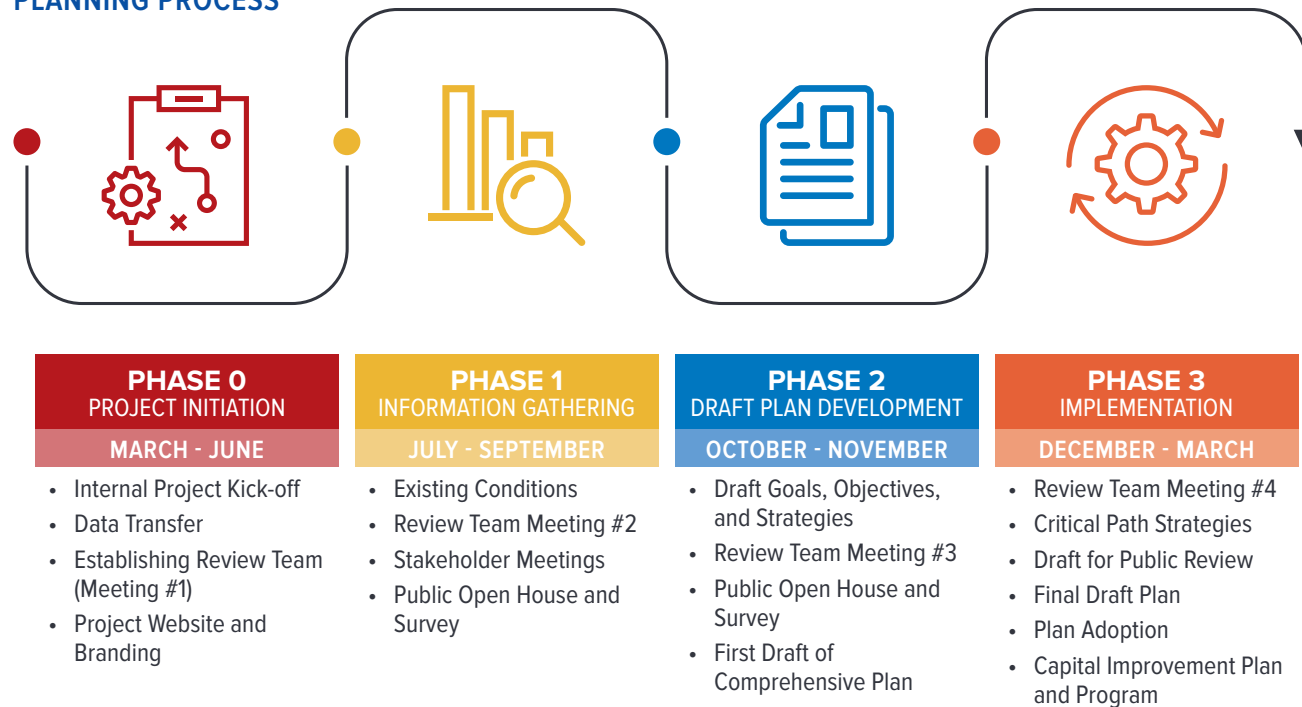 PLANNING PROCESS
PHASE 0
PROJECT INITIATION
MARCH - JUNE
• Internal Project Kick-off
• Data Transfer
• Establishing Review Team
(Meeting #1)
• Project Website and
Branding
PHASE 1
INFORMATION GATHERING
JULY - SEPTEMBER
• Existing Conditions
• Review Team Meeting #2
• Stakeholder Meetings
• Public Open House and
Survey
PHASE 2
DRAFT PLAN DEVELOPMENT
OCTOBER - NOVEMBER
• Draft Goals, Objectives,
and Strategies
• Review Team Meeting #3
• Public Open House and
Survey
• First Draft of
Comprehensive Plan
PHASE 3
IMPLEMENTATION
DECEMBER - MARCH
• Review Team Meeting #4
• Critical Path Strategies
• Draft for Public Review
• Final Draft Plan
• Plan Adoption
• Capital Improvement Plan
and Program